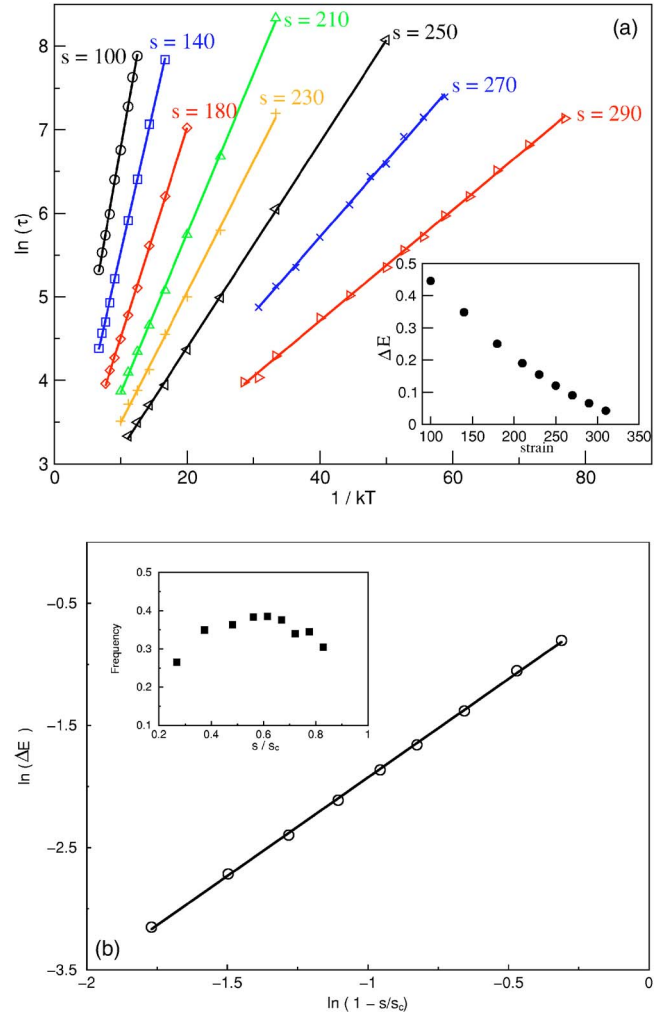 (a)
s = 210
s = 140
s = 250
s = 100
s = 270
s = 180
s = 230
s = 290
8
7
6
5
4
3
ln (τ)
0
20
40
60
80
1 / kT
0.5
0.4
0.3
0.2
0.1
0
ΔE
100
150
200
250
300
350
strain
−0.5
−1.5
−2.5
−3.5
ln (ΔE )
0.5
0.4
0.3
0.2
0.1
Frequency
0.2
0.4
0.6
0.8
1
s / sc
(b)
−2
−1.5
−1
−0.5
0
ln ( 1 − s/sc)